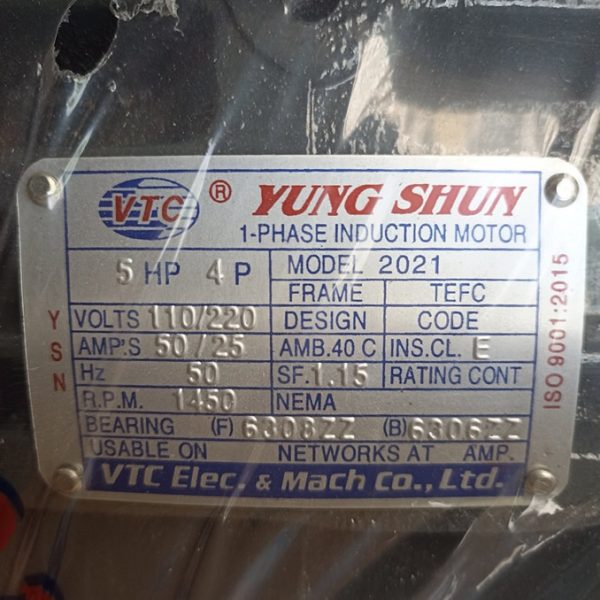 VTC ® YUNG SHUN
1-PHASE INDUCTION MOTOR
5 HP 4 P MODEL 2021
FRAME TEFC
VOLTS 110/220 DESIGN CODE
AMP'S 50/25 AMB.40 C INS.CL. E
Hz 50 SF. 1.15 RATING CONT
R.P.M. 1450 NEMA
BEARING (F) 6308ZZ (B) 6306ZZ
USABLE ON NETWORKS AT AMP.
VTC Elec. & Mach Co., Ltd.
YSN
ISO 9001:2015